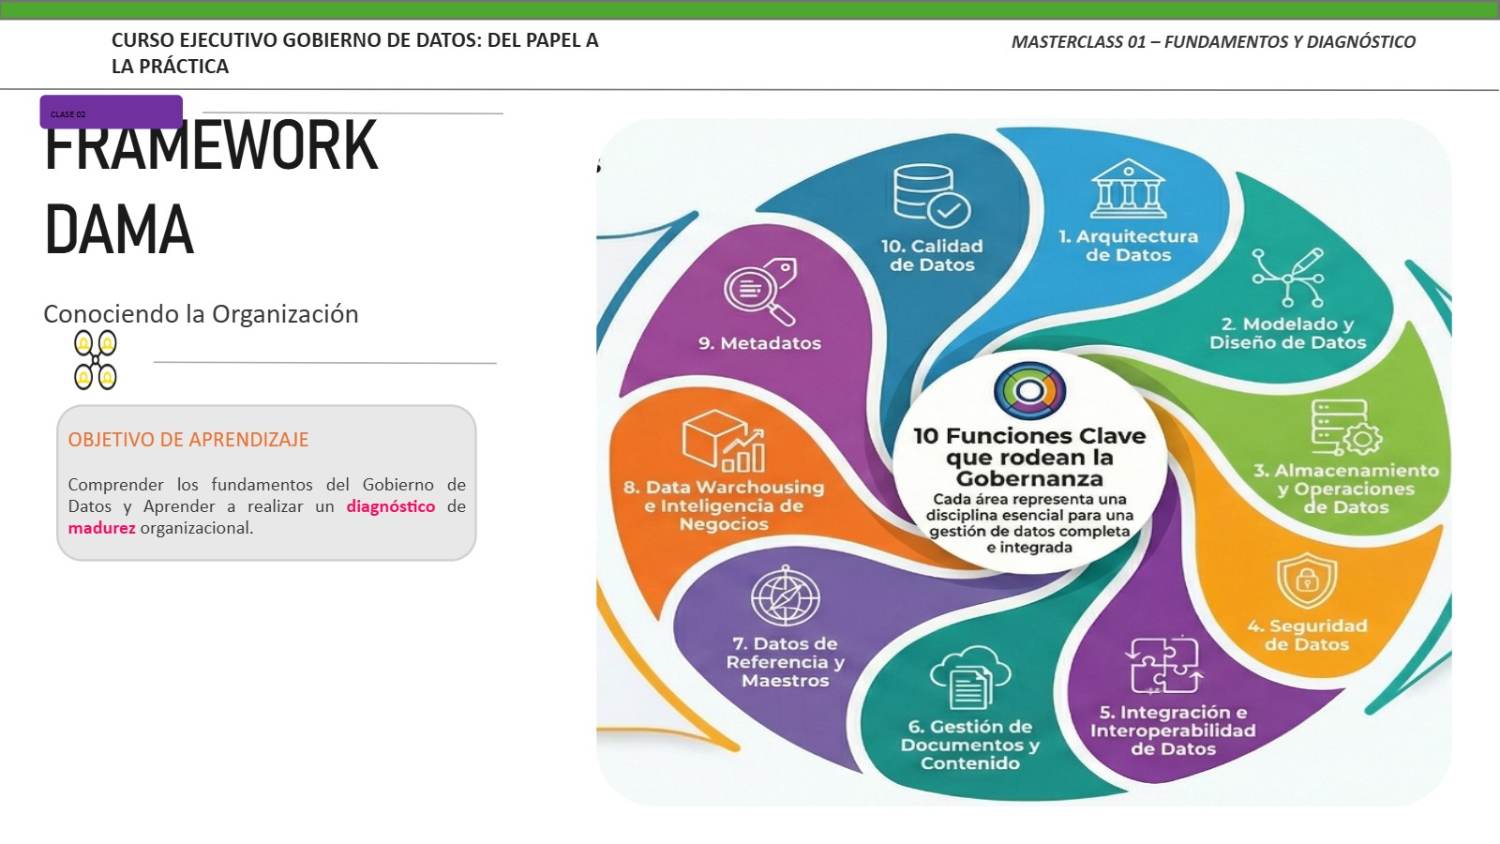 CURSO EJECUTIVO GOBIERNO DE DATOS: DEL PAPEL A
LA PRÁCTICA
MASTERCLASS 01 – FUNDAMENTOS Y DIAGNÓSTICO
CLASE 02
FRAMEWORK
DAMA
Conociendo la Organización
OBJETIVO DE APRENDIZAJE
Comprender los fundamentos del Gobierno de
Datos y Aprender a realizar un diagnóstico de
madurez organizacional.
10 Funciones Clave
que rodean la
Gobernanza
Cada área representa una
disciplina esencial para una
gestión de datos completa
e integrada
1. Arquitectura
de Datos
2. Modelado y
Diseño de Datos
3. Almacenamiento
y Operaciones
de Datos
4. Seguridad
de Datos
5. Integración e
Interoperabilidad
de Datos
6. Gestión de
Documentos y
Contenido
7. Datos de
Referencia y
Maestros
8. Data Warchousing
e Inteligencia de
Negocios
9. Metadatos
10. Calidad
de Datos